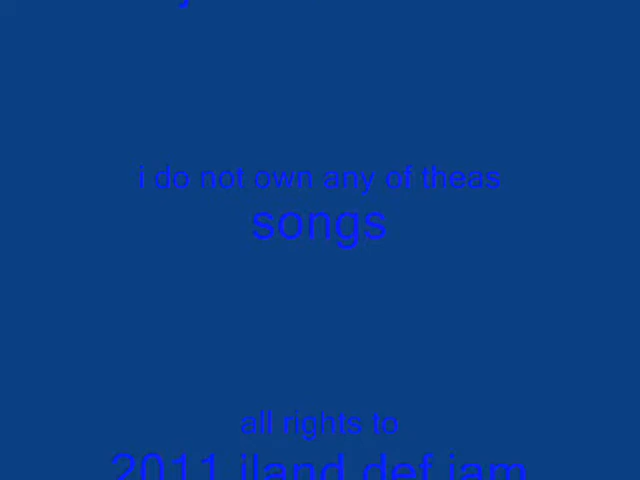 i do not own any of theas
songs
all rights to
2011 iland def jam